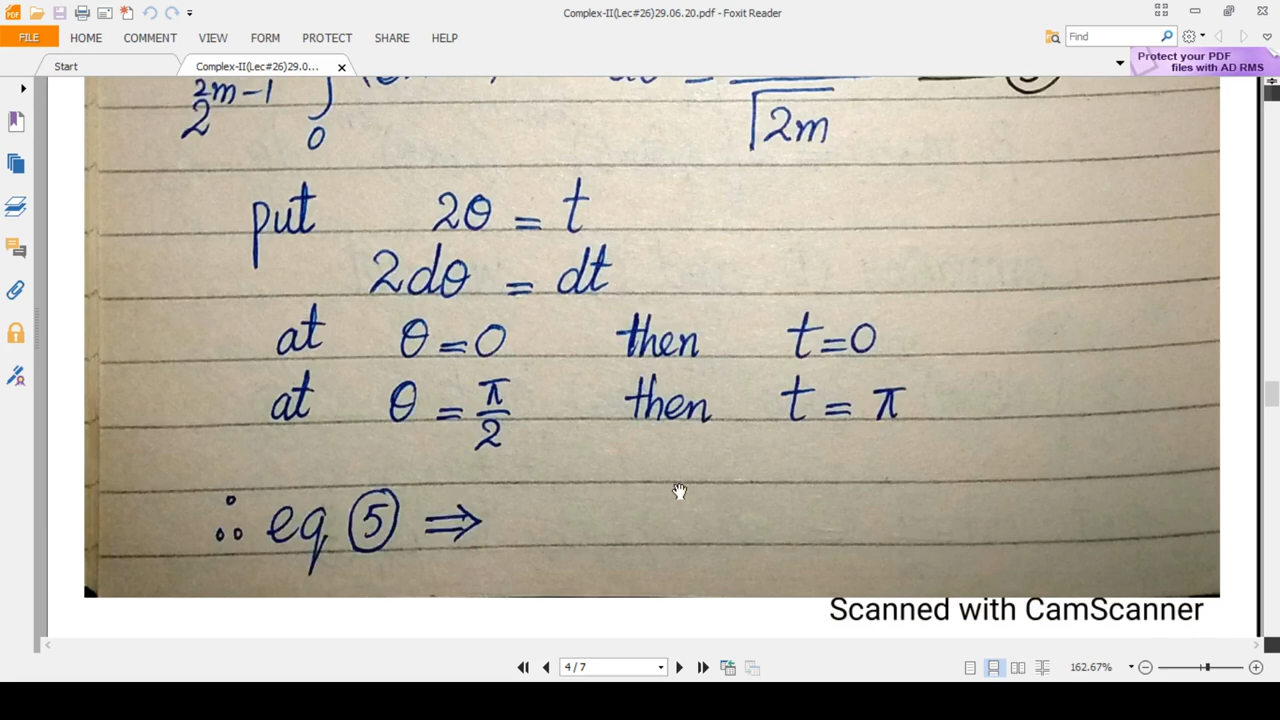 Complex-II(Lec#26)29.06.20.pdf - Foxit Reader
FILE HOME COMMENT VIEW FORM PROTECT SHARE HELP
Find
Start Complex-II(Lec#26)29.0...
Protect your PDF
files with AD RMS
2m-1
2
0
√2m
put 2θ = t
2dθ = dt
at θ=0 then t=0
at θ = π/2 then t = π
∴ eq ⑤ ⇒
Scanned with CamScanner
4 / 7
162.67%